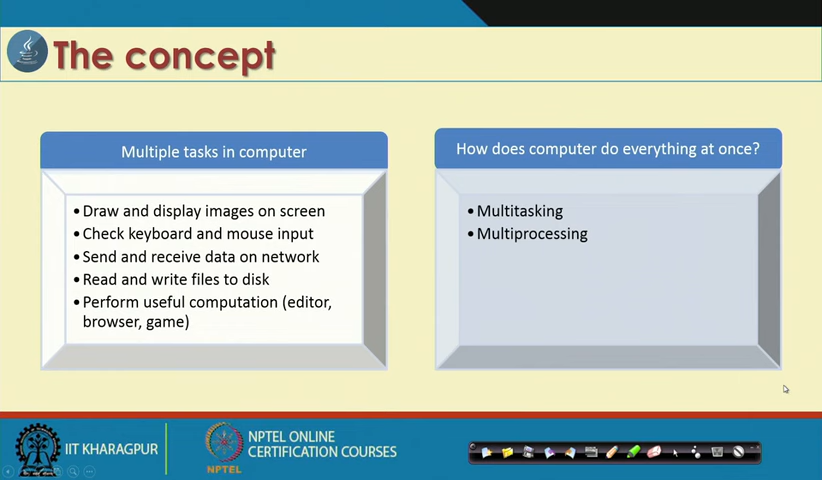 The concept
Multiple tasks in computer
• Draw and display images on screen
• Check keyboard and mouse input
• Send and receive data on network
• Read and write files to disk
• Perform useful computation (editor,
browser, game)
How does computer do everything at once?
• Multitasking
• Multiprocessing
IIT KHARAGPUR
NPTEL
NPTEL ONLINE
CERTIFICATION COURSES